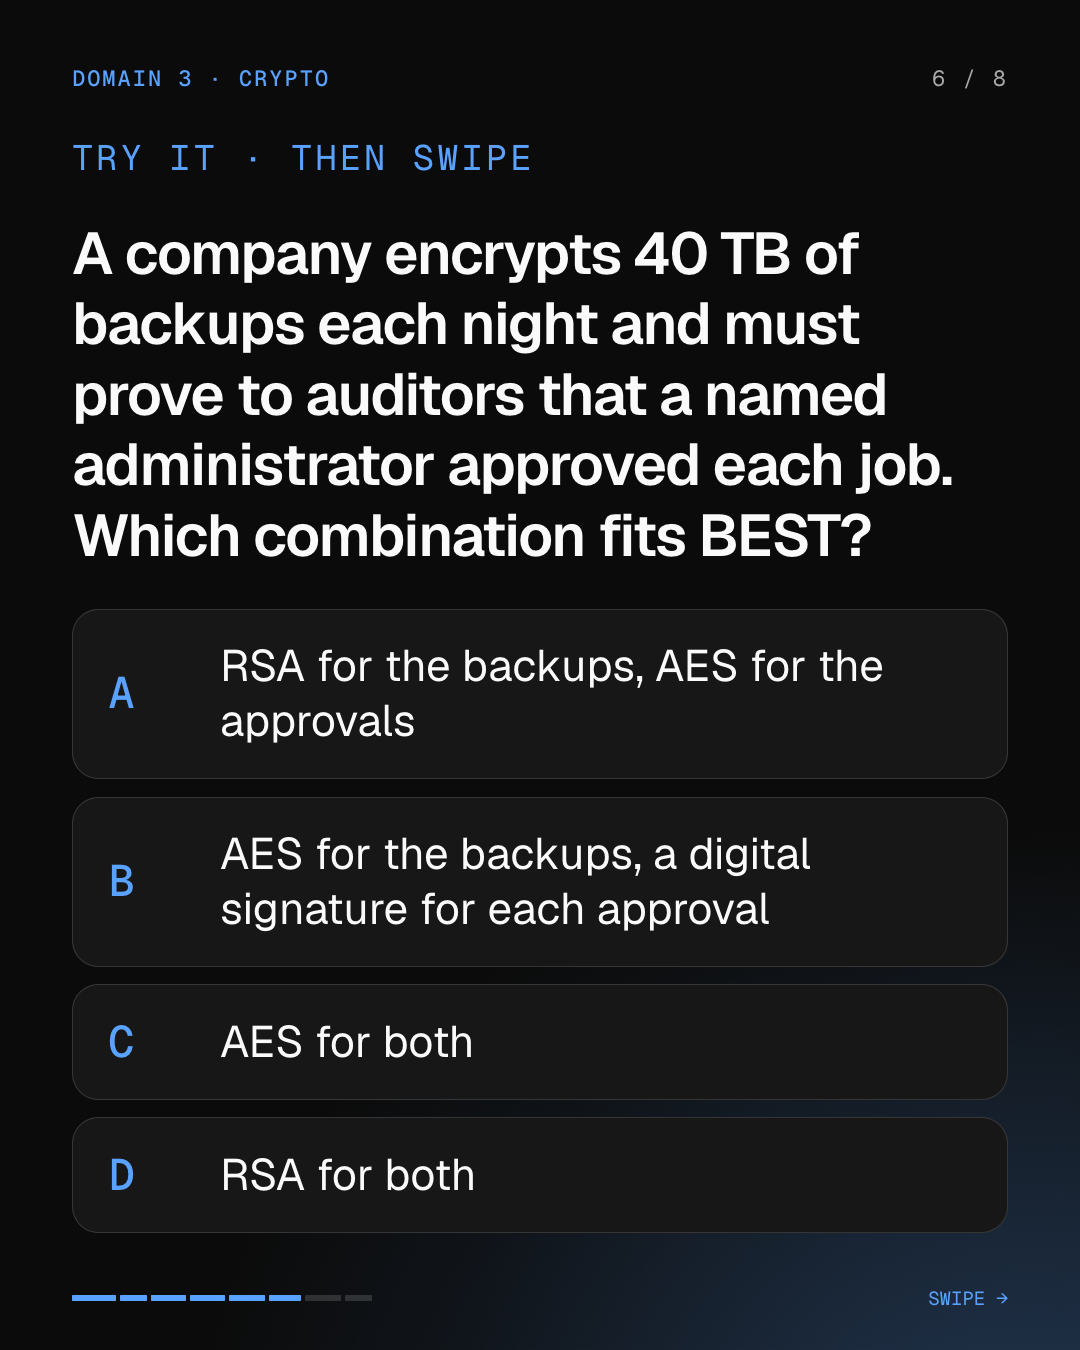 DOMAIN 3 · CRYPTO
6 / 8
TRY IT · THEN SWIPE
A company encrypts 40 TB of
backups each night and must
prove to auditors that a named
administrator approved each job.
Which combination fits BEST?
A
RSA for the backups, AES for the
approvals
B
AES for the backups, a digital
signature for each approval
C
AES for both
D
RSA for both
SWIPE →